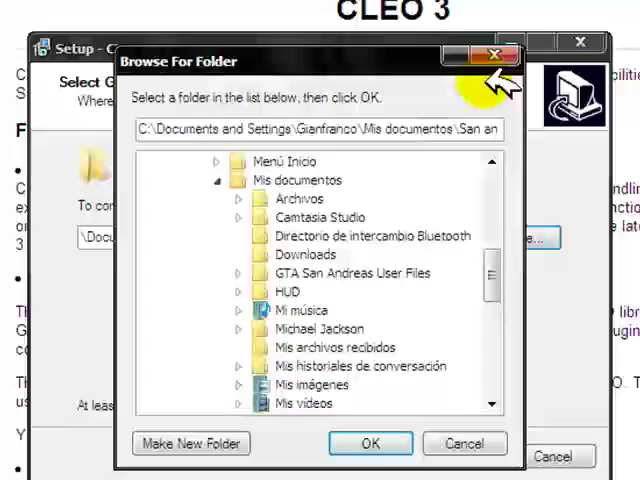 CLEO 3
Setup - C
Browse For Folder
Select G
Where
Select a folder in the list below, then click OK.
C:\Documents and Settings\Gianfranco\Mis documentos\San an
Menú Inicio
Mis documentos
Archivos
Camtasia Studio
Directorio de intercambio Bluetooth
Downloads
GTA San Andreas User Files
HUD
Mi música
Michael Jackson
Mis archivos recibidos
Mis historiales de conversación
Mis imágenes
Mis vídeos
To con
\Docu
e...
At leas
Make New Folder
OK
Cancel
Cancel